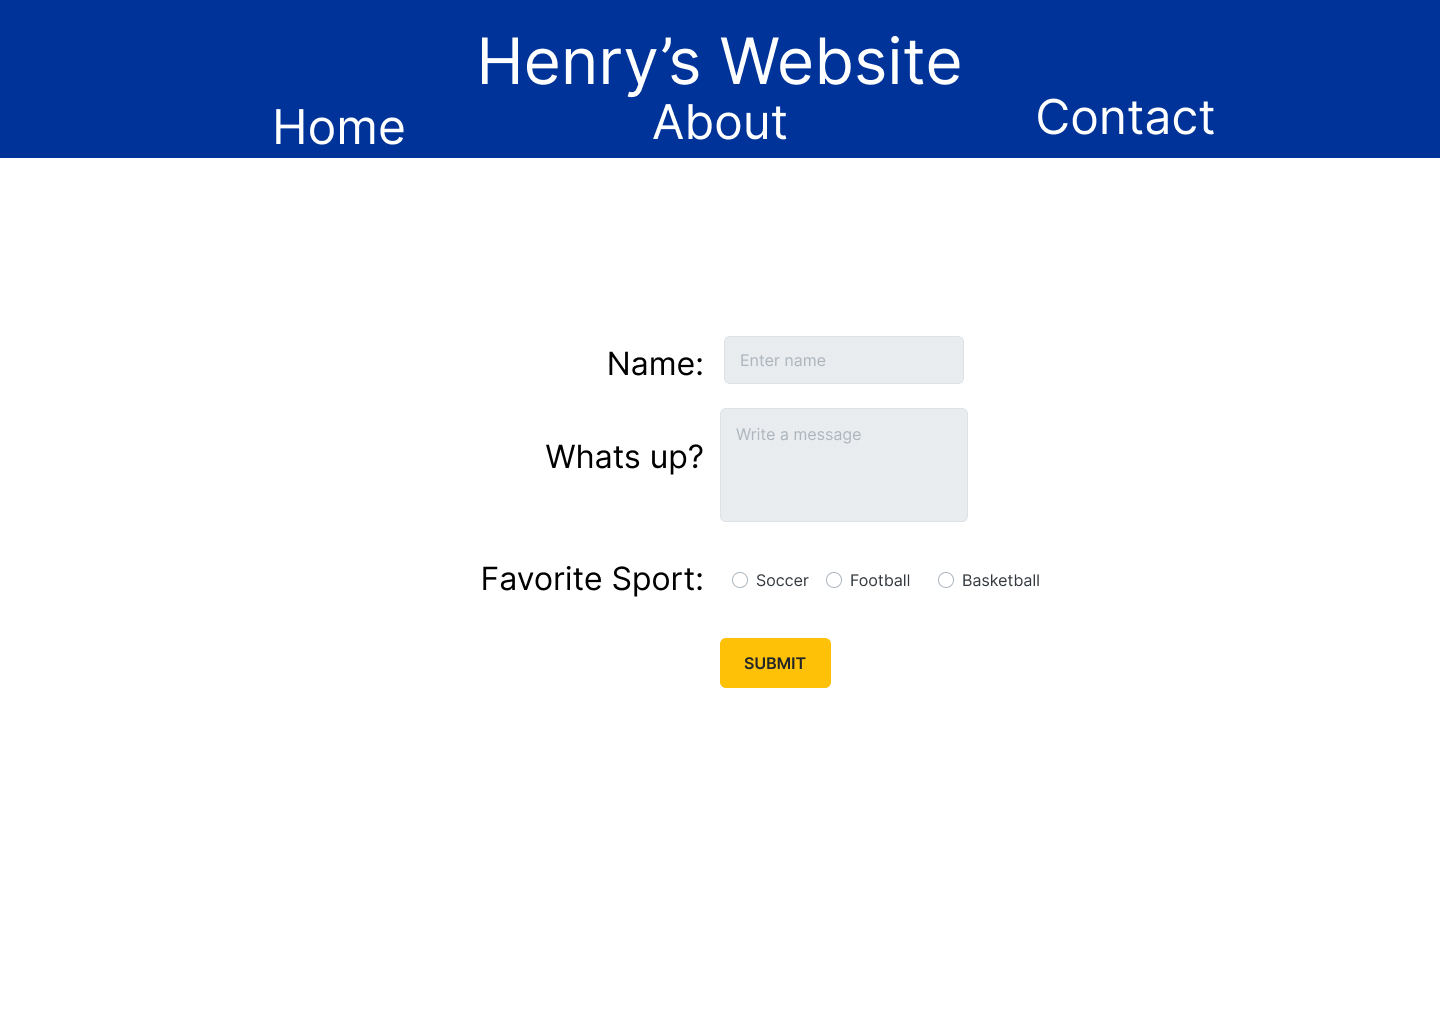 Henry’s Website
Home About Contact
Name: Enter name
Whats up? Write a message
Favorite Sport: Soccer Football Basketball
SUBMIT